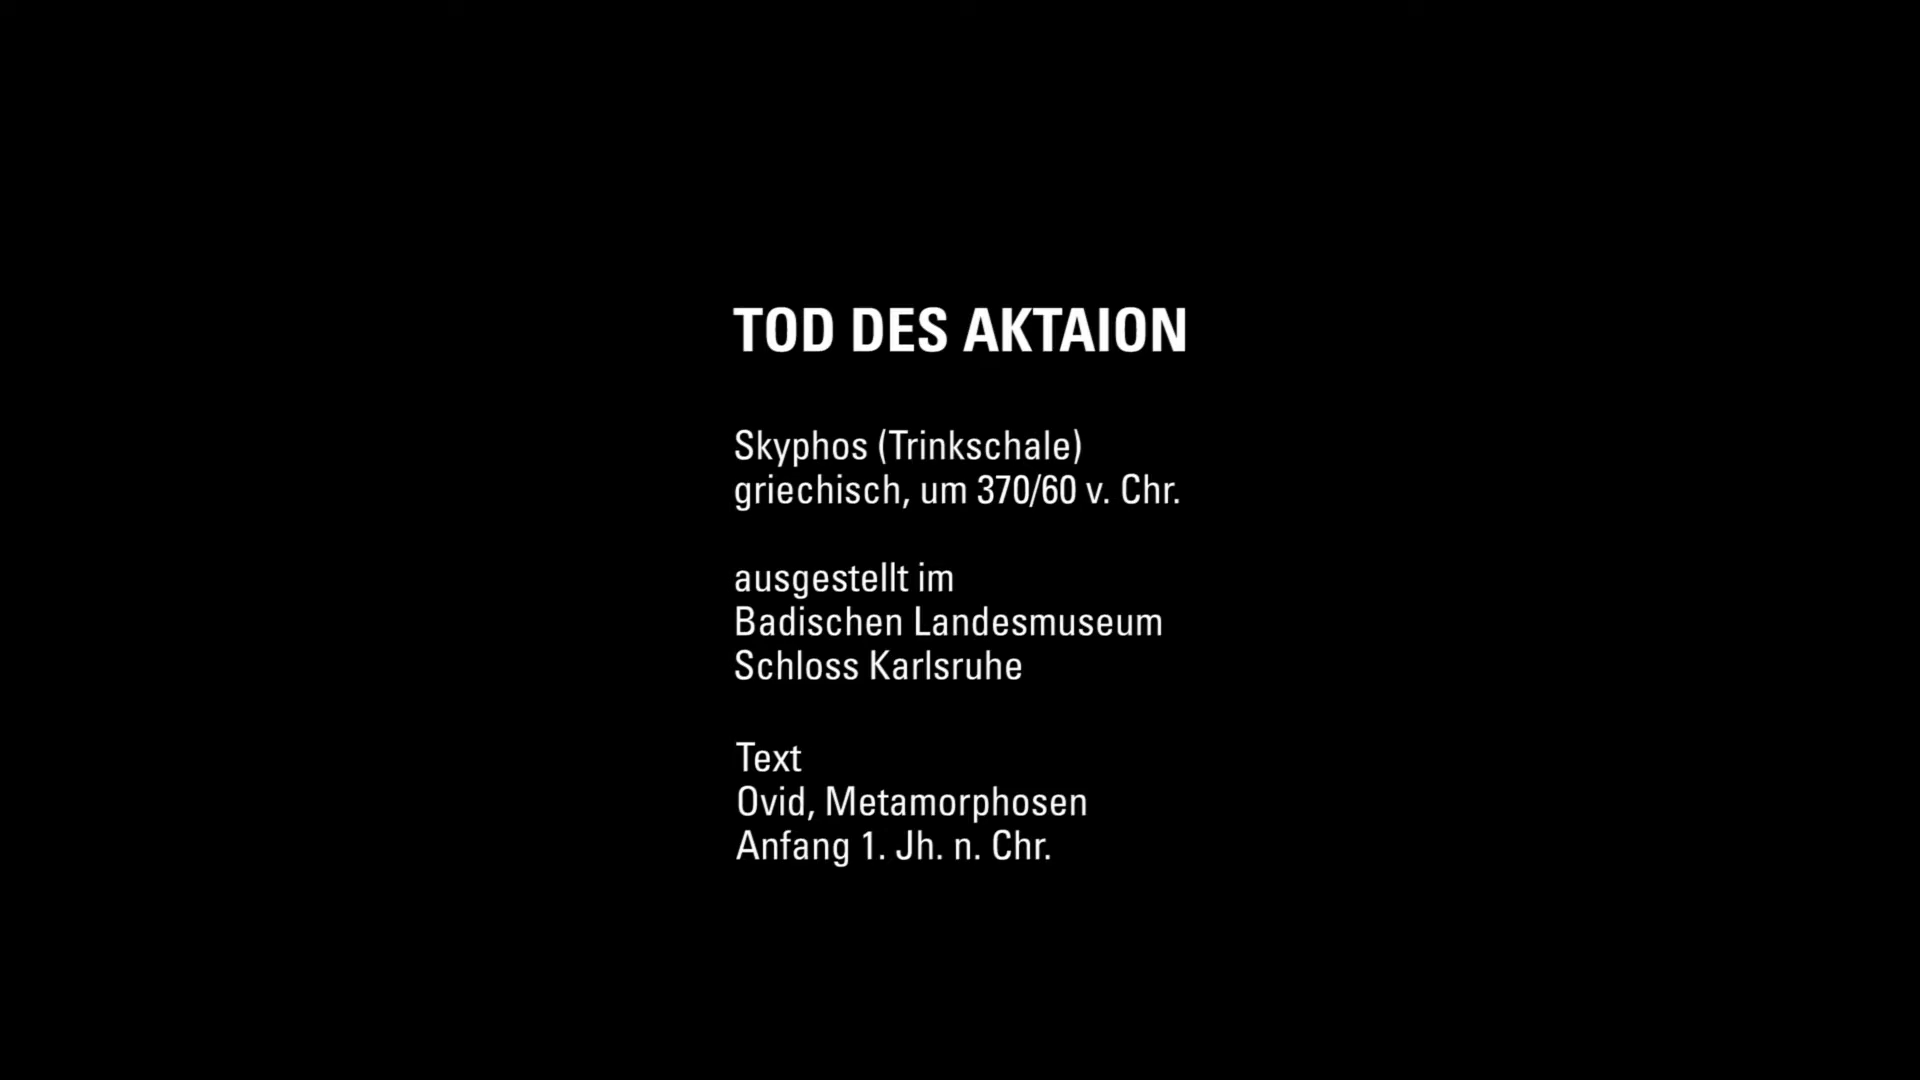 TOD DES AKTAION
Skyphos (Trinkschale)
griechisch, um 370/60 v. Chr.
ausgestellt im
Badischen Landesmuseum
Schloss Karlsruhe
Text
Ovid, Metamorphosen
Anfang 1. Jh. n. Chr.